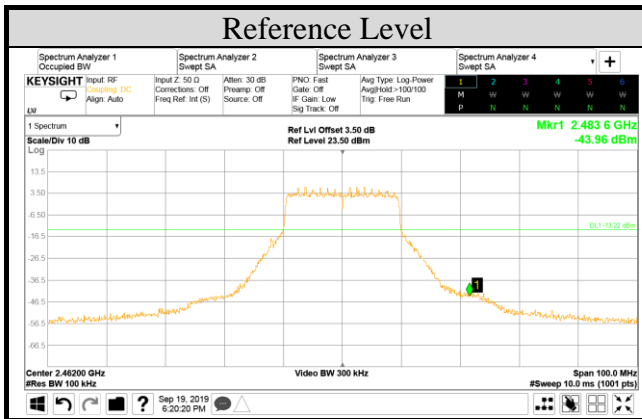 Reference Level
Spectrum Analyzer 1
Occupied BW
Spectrum Analyzer 2
Swept SA
Spectrum Analyzer 3
Swept SA
Spectrum Analyzer 4
Swept SA
KEYSIGHT
Input: RF
Coupling: DC
Align: Auto
LXI
Input Z: 50 Ω
Corrections: Off
Freq Ref: Int (S)
Atten: 30 dB
Preamp: Off
Source: Off
PNO: Fast
Gate: Off
IF Gain: Low
Sig Track: Off
Avg Type: Log-Power
Avg|Hold:>100/100
Trig: Free Run
1 2 3 4 5 6
M W W W W W
P N N N N N
1 Spectrum
Scale/Div 10 dB
Ref Lvl Offset 3.50 dB
Ref Level 23.50 dBm
Mkr1 2.483 6 GHz
-43.96 dBm
Log
13.5
3.50
-6.50
-16.5
-26.5
-36.5
-46.5
-56.5
-66.5
DL1 -13.22 dBm
1
Center 2.46200 GHz
#Res BW 100 kHz
Video BW 300 kHz
Span 100.0 MHz
#Sweep 10.0 ms (1001 pts)
?
Sep 19, 2019
6:20:20 PM